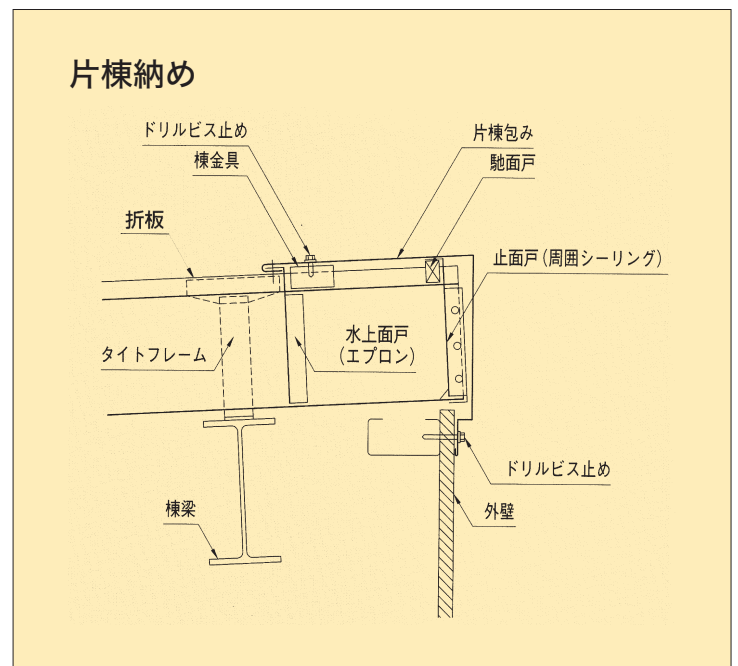 片棟納め
ドリルビス止め
片棟包み
棟金具
馳面戸
折板
止面戸(周囲シーリング)
水上面戸
(エプロン)
タイトフレーム
ドリルビス止め
棟梁
外壁